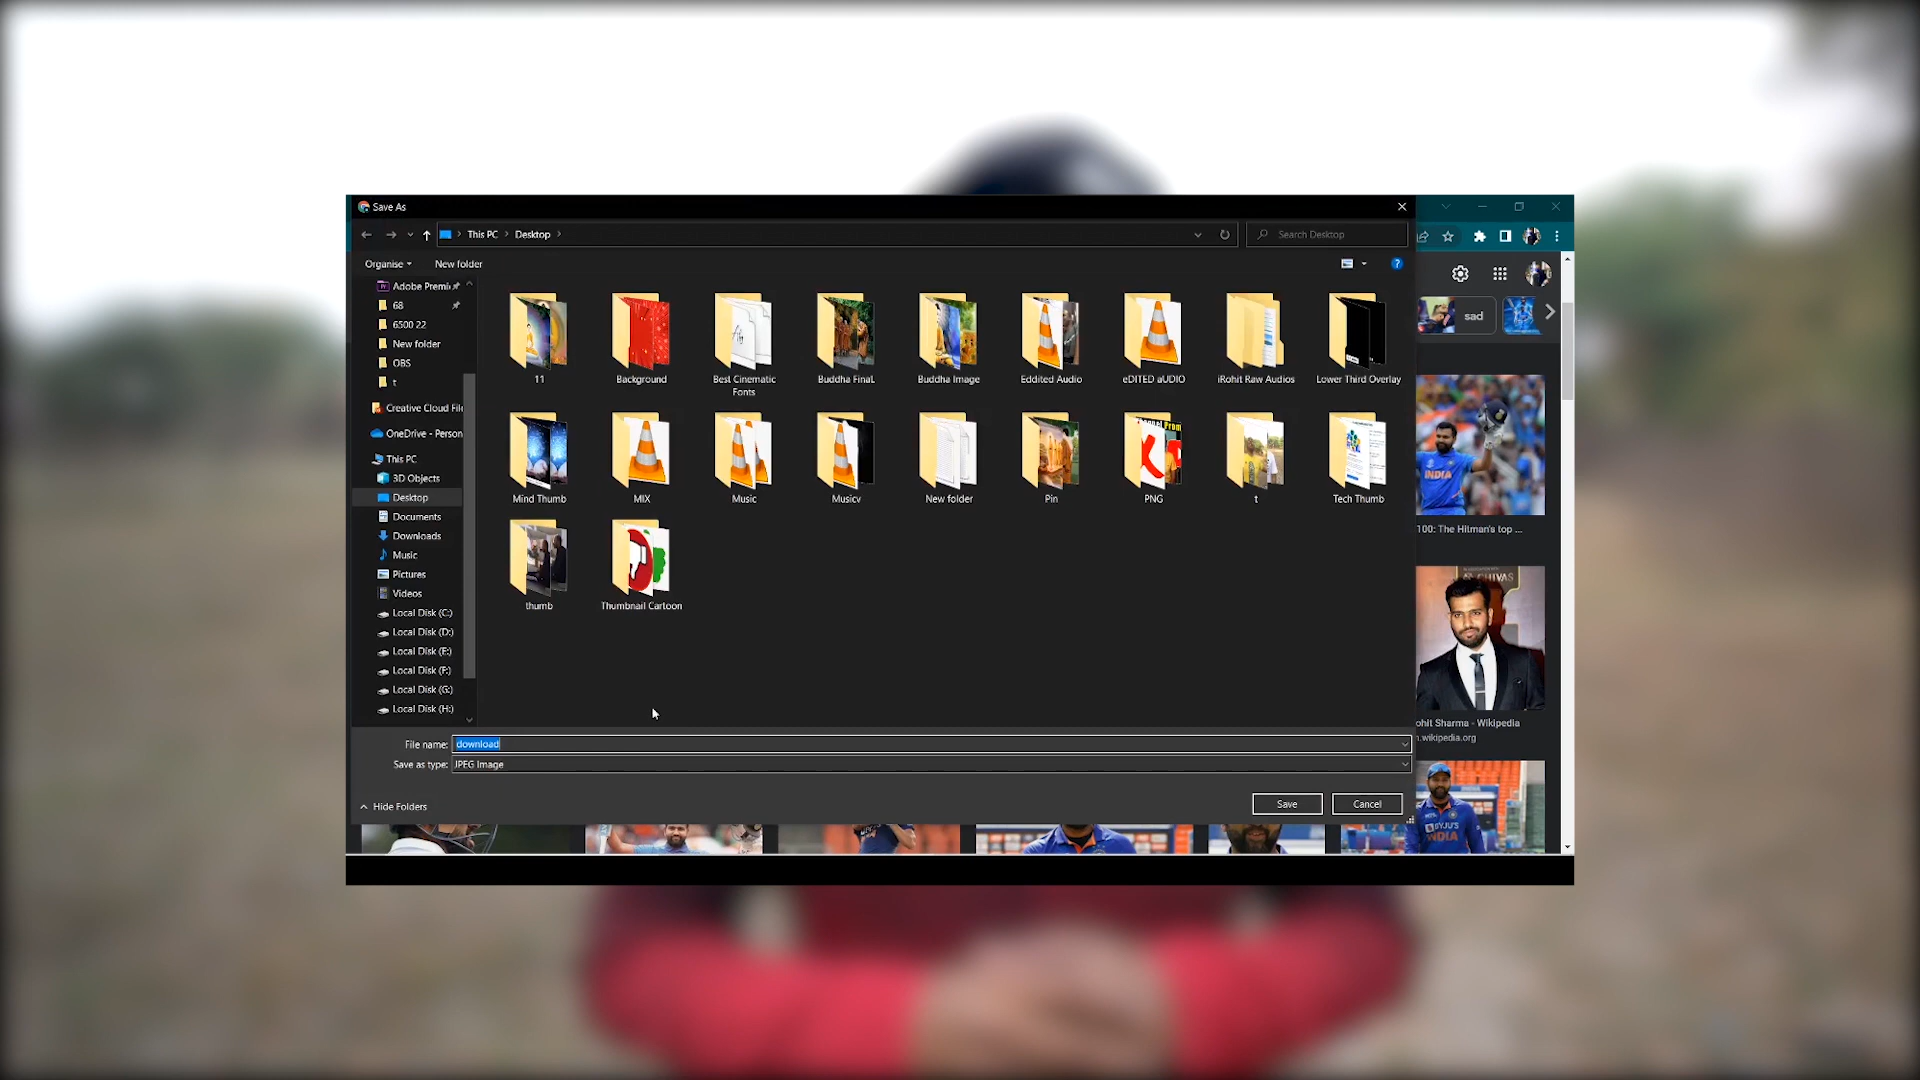 Save As
This PC > Desktop >
Search Desktop
Organise
New folder
Adobe Premi
68
6500 22
New folder
OBS
t
Creative Cloud File
OneDrive - Person
This PC
3D Objects
Desktop
Documents
Downloads
Music
Pictures
Videos
Local Disk (C:)
Local Disk (D:)
Local Disk (E:)
Local Disk (F:)
Local Disk (G:)
Local Disk (H:)
11
Background
Best Cinematic
Fonts
Buddha FinaL
Buddha Image
Eddited Audio
eDITED aUDIO
iRohit Raw Audios
Lower Third Overlay
Mind Thumb
MIX
Music
Musicv
New folder
Pin
PNG
t
Tech Thumb
thumb
Thumbnail Cartoon
File name: download
Save as type: JPEG Image
Hide Folders
Save
Cancel
sad
INDIA
100: The Hitman's top ...
CHIVAS
ohit Sharma - Wikipedia
n.wikipedia.org
BYJU'S
INDIA